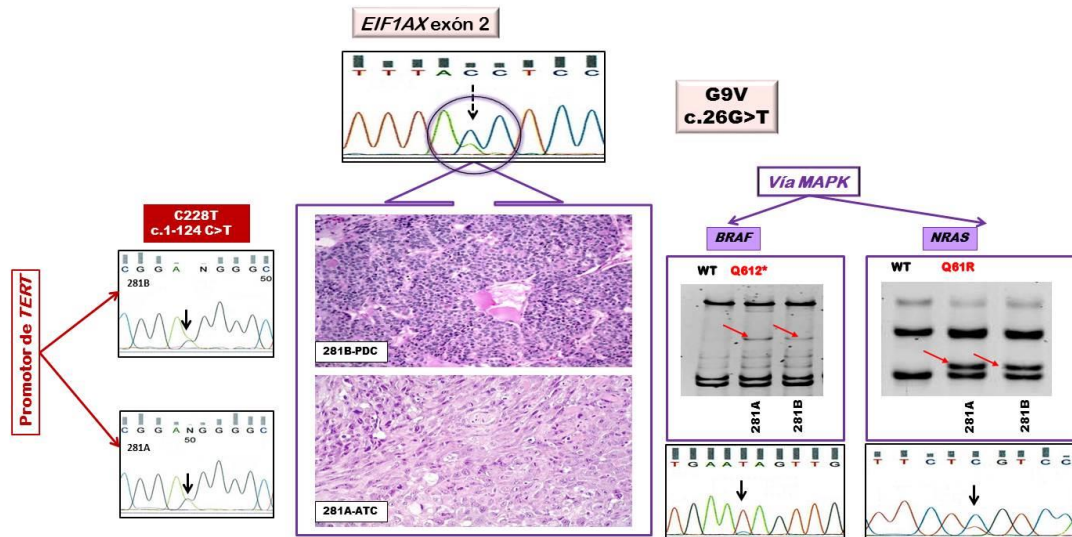 EIF1AX exón 2
T T T A C C T C C
G9V
c.26G>T
Vía MAPK
C228T
c.1-124 C>T
BRAF
NRAS
Promotor de TERT
C G G A N G G G C
50
281B
WT
Q612*
WT
Q61R
281B-PDC
281A
281B
281A
281B
C G G A N G G G G C
50
281A
281A-ATC
T G A A T A G T T G
T T C T C G T C C